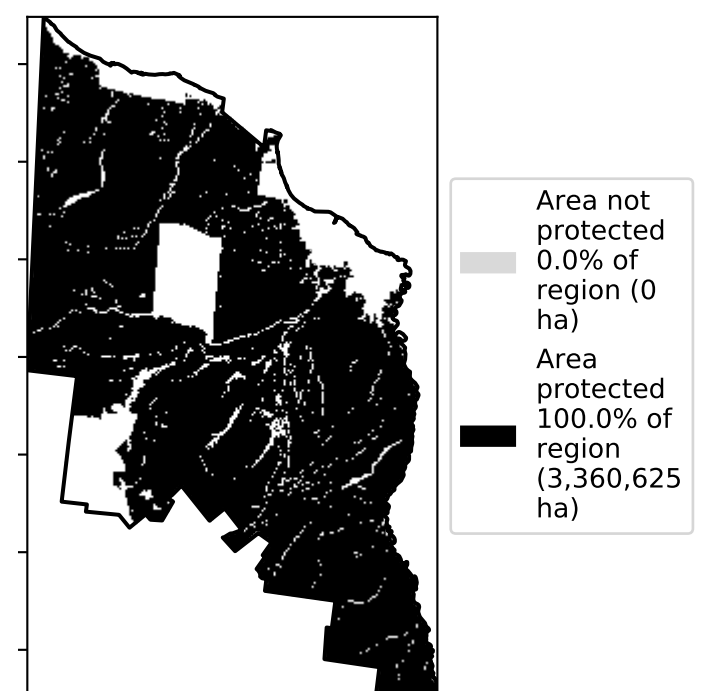 Area not
protected
0.0% of
region (0
ha)
Area
protected
100.0% of
region
(3,360,625
ha)